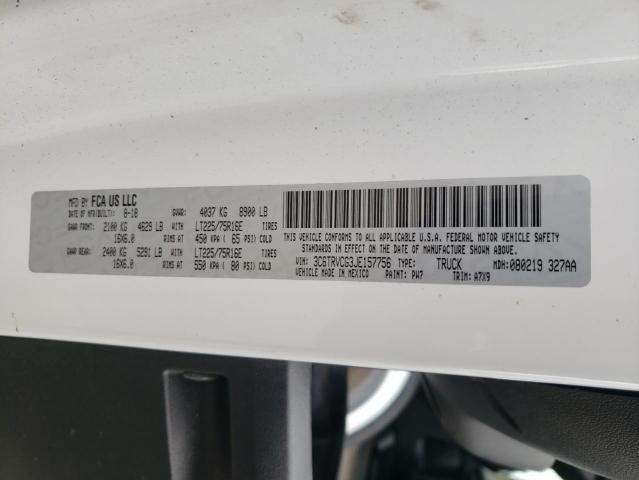 MFD BY FCA US LLC
DATE OF MFR(BUILT): 8-18 GVWR: 4037 KG 8900 LB
GAWR FRONT: 2100 KG 4629 LB WITH LT225/75R16E TIRES
16X6.0 RIMS AT 450 KPA ( 65 PSI) COLD
GAWR REAR: 2400 KG 5291 LB WITH LT225/75R16E TIRES
16X6.0 RIMS AT 550 KPA ( 80 PSI) COLD
THIS VEHICLE CONFORMS TO ALL APPLICABLE U.S.A. FEDERAL MOTOR VEHICLE SAFETY
STANDARDS IN EFFECT ON THE DATE OF MANUFACTURE SHOWN ABOVE.
VIN: 3C6TRVCG3JE157756 TYPE: TRUCK MDH: 080219 327AA
VEHICLE MADE IN MEXICO PAINT: PW7 TRIM: A7X9